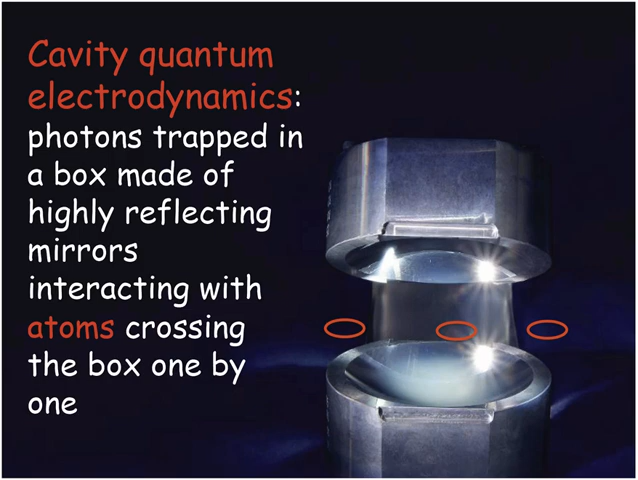 Cavity quantum
electrodynamics:
photons trapped in
a box made of
highly reflecting
mirrors
interacting with
atoms crossing
the box one by
one